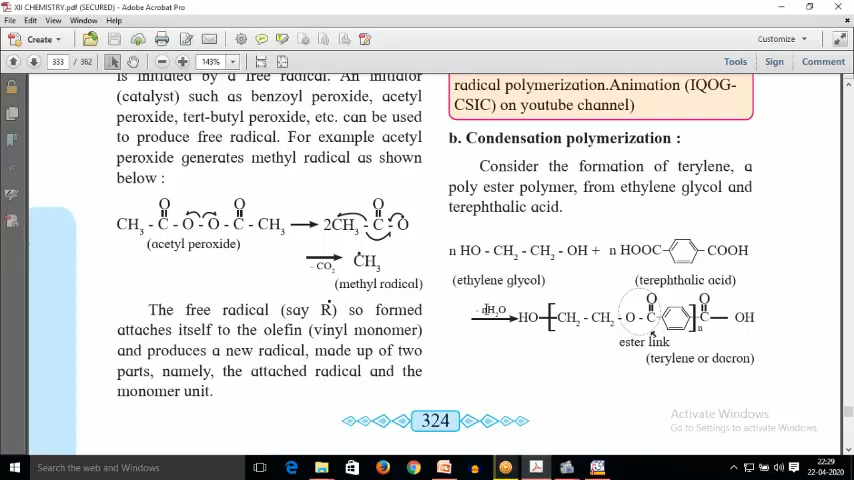 XII CHEMISTRY.pdf (SECURED) - Adobe Acrobat Pro
File Edit View Window Help
Create
Customize
333 / 362
143%
Tools Sign Comment
is initiated by a free radical. An initiator
(catalyst) such as benzoyl peroxide, acetyl
peroxide, tert-butyl peroxide, etc. can be used
to produce free radical. For example acetyl
peroxide generates methyl radical as shown
below :
O O O
CH3 - C - O - O - C - CH3 → 2CH3 - C - O
(acetyl peroxide)
- CO2 ĊH3
(methyl radical)
The free radical (say Ṙ) so formed
attaches itself to the olefin (vinyl monomer)
and produces a new radical, made up of two
parts, namely, the attached radical and the
monomer unit.
radical polymerization.Animation (IQOG-
CSIC) on youtube channel)
b. Condensation polymerization :
Consider the formation of terylene, a
poly ester polymer, from ethylene glycol and
terephthalic acid.
n HO - CH2 - CH2 - OH + n HOOC COOH
(ethylene glycol) (terephthalic acid)
O O
- nH2O HO [ CH2 - CH2 - O - C ]n C OH
ester link
(terylene or dacron)
324
Activate Windows
Go to Settings to activate Windows.
Search the web and Windows
22:29
22-04-2020